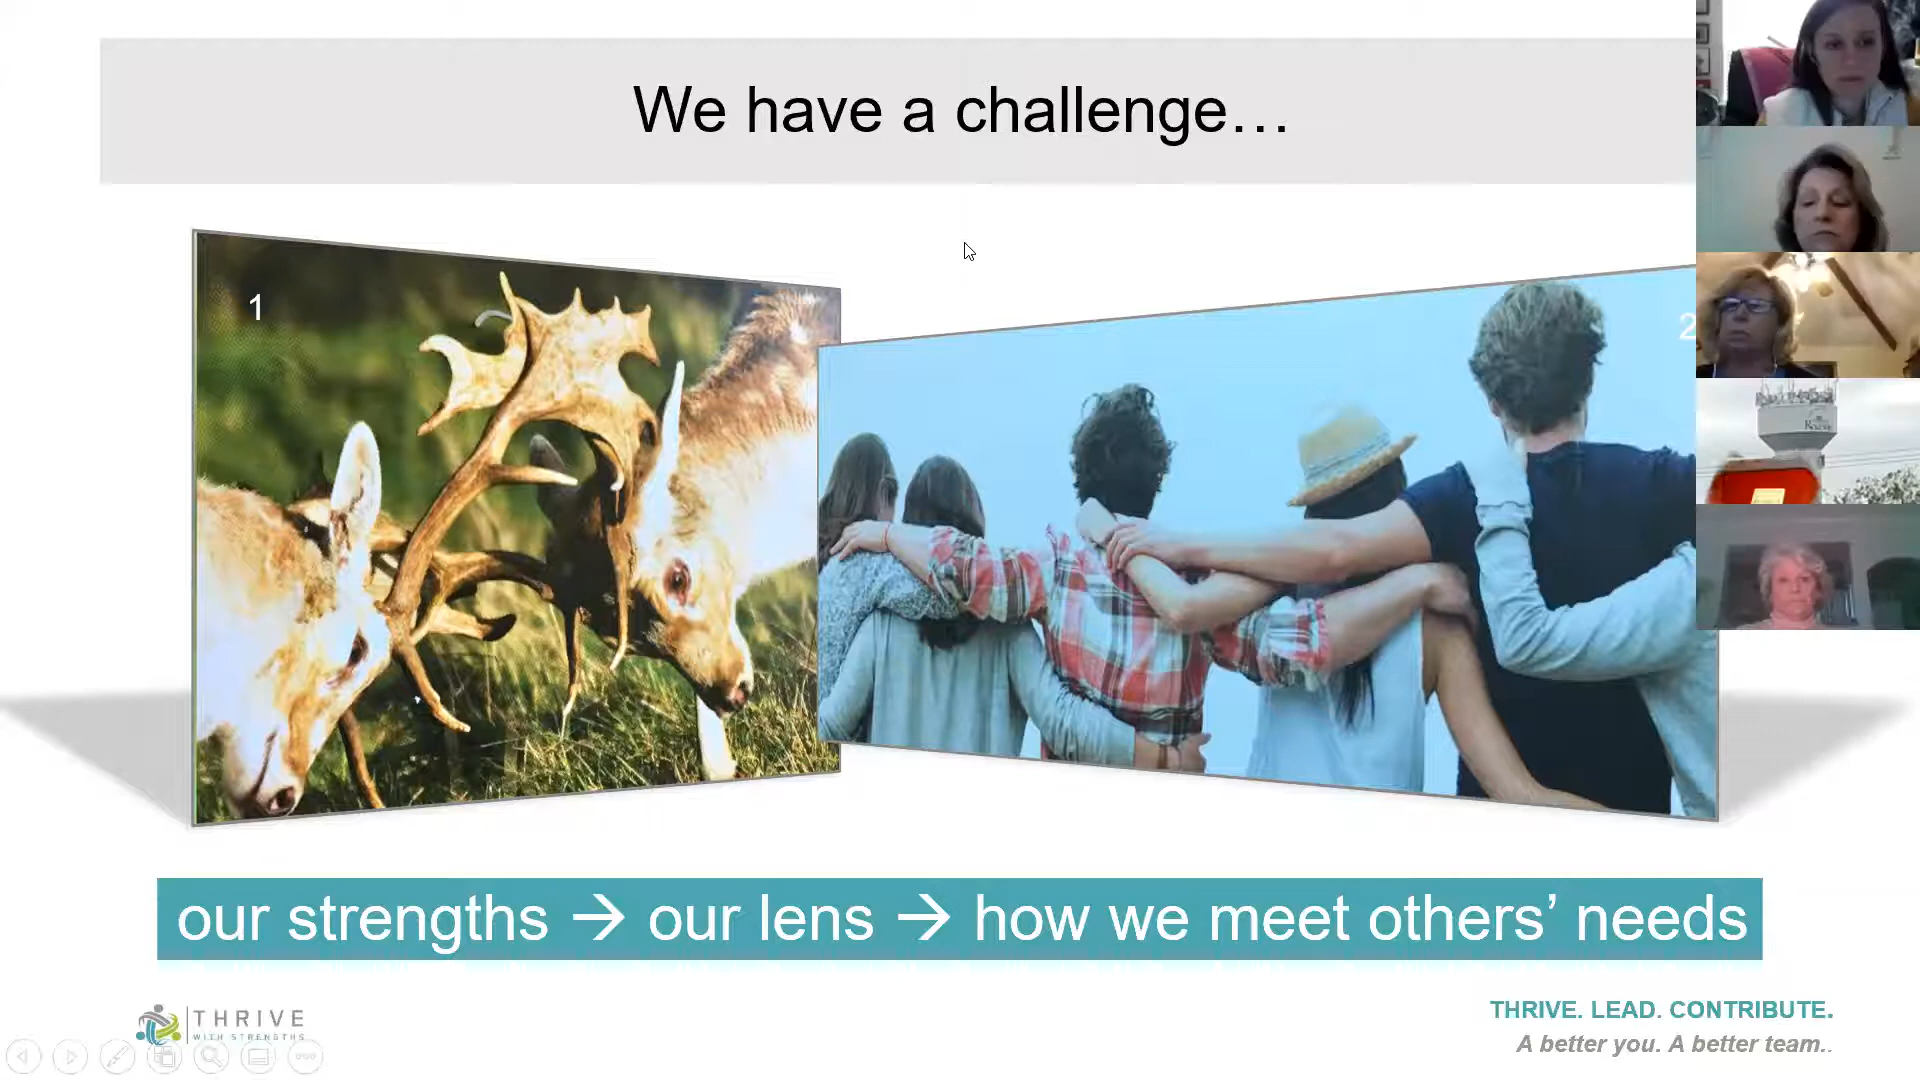 We have a challenge…
1
2
our strengths → our lens → how we meet others’ needs
THRIVE
WITH STRENGTHS
THRIVE. LEAD. CONTRIBUTE.
A better you. A better team..